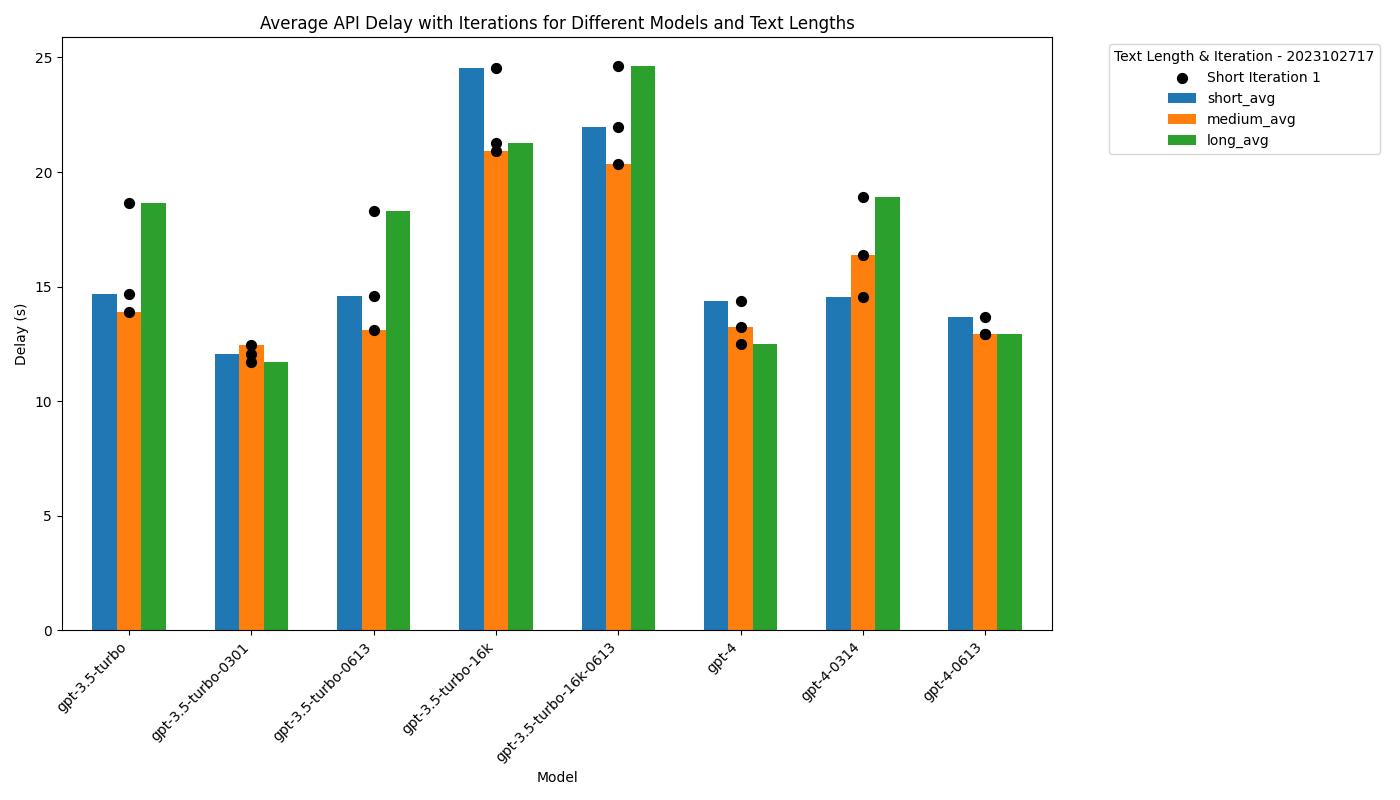 Average API Delay with Iterations for Different Models and Text Lengths
Text Length & Iteration - 2023102717
Short Iteration 1
short_avg
medium_avg
long_avg
Delay (s)
25
20
15
10
5
0
gpt-3.5-turbo
gpt-3.5-turbo-0301
gpt-3.5-turbo-0613
gpt-3.5-turbo-16k
gpt-3.5-turbo-16k-0613
gpt-4
gpt-4-0314
gpt-4-0613
Model